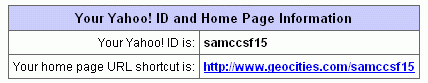 Your Yahoo! ID and Home Page Information
Your Yahoo! ID is: samccsf15
Your home page URL shortcut is: http://www.geocities.com/samccsf15